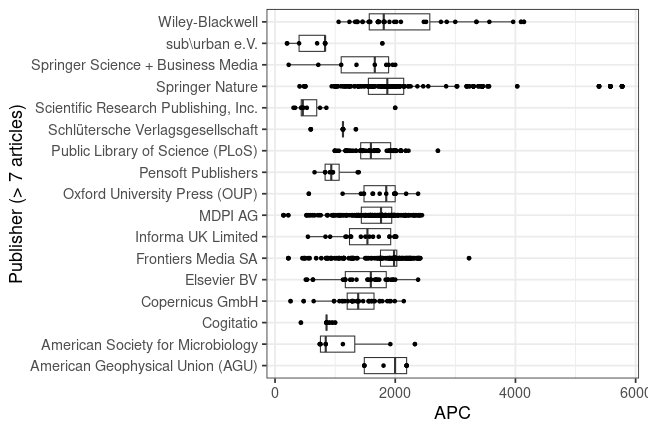 Publisher (> 7 articles)
Wiley-Blackwell
sub\urban e.V.
Springer Science + Business Media
Springer Nature
Scientific Research Publishing, Inc.
Schlütersche Verlagsgesellschaft
Public Library of Science (PLoS)
Pensoft Publishers
Oxford University Press (OUP)
MDPI AG
Informa UK Limited
Frontiers Media SA
Elsevier BV
Copernicus GmbH
Cogitatio
American Society for Microbiology
American Geophysical Union (AGU)
0 2000 4000 6000
APC